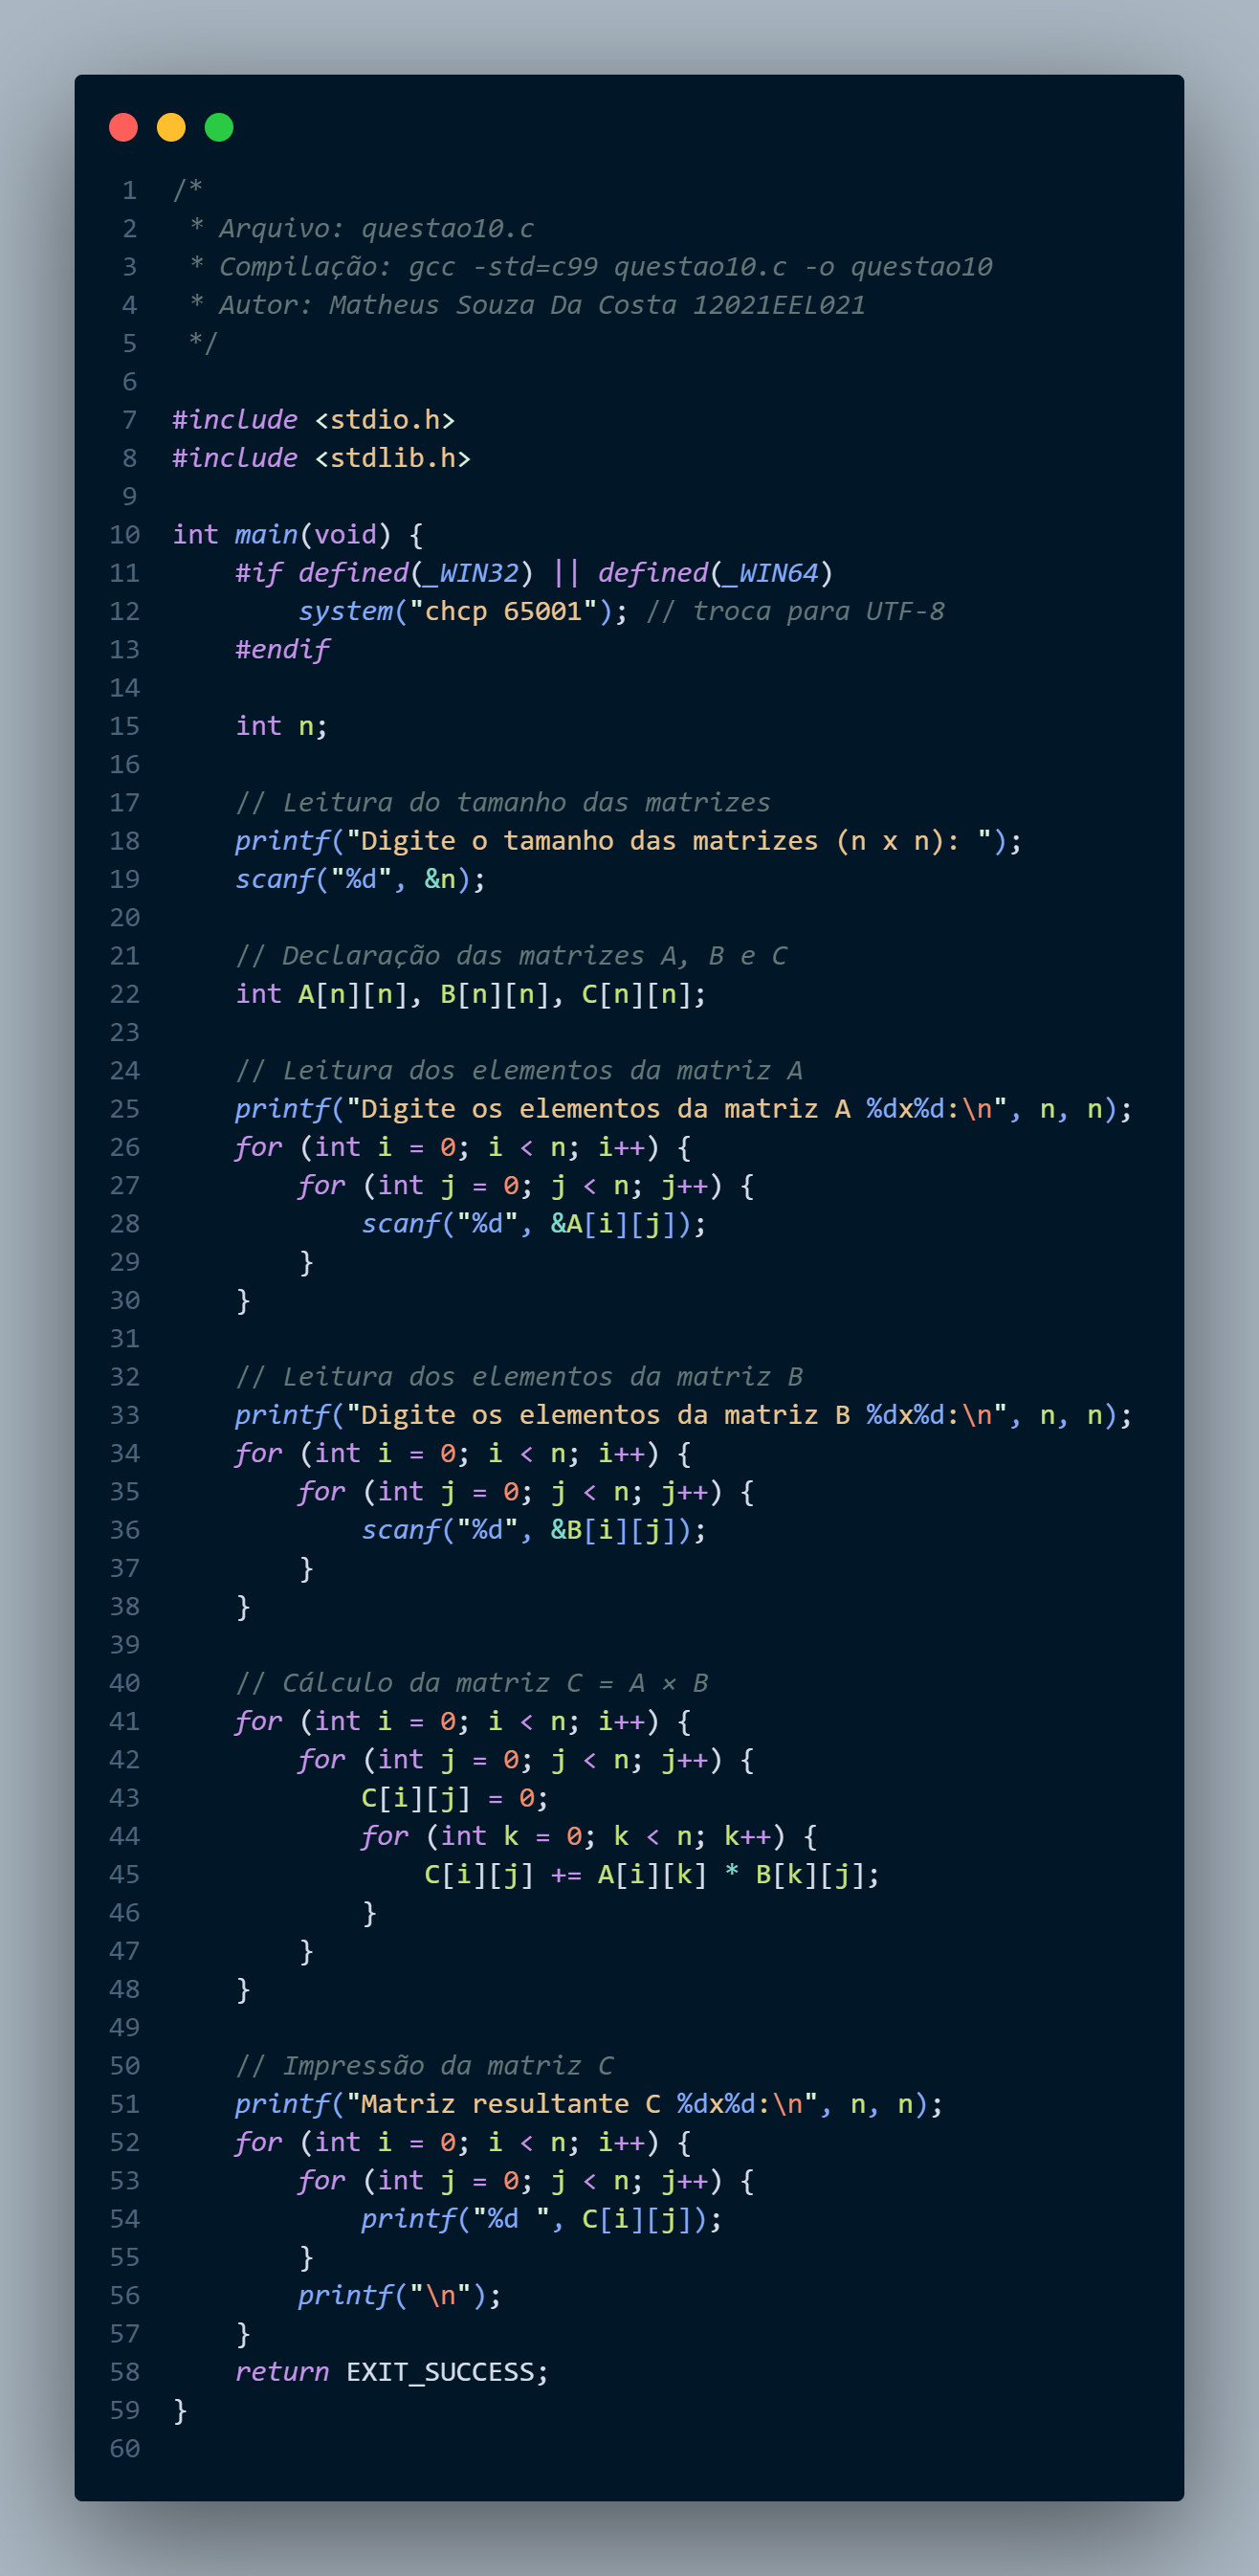 1 /*
2  * Arquivo: questao10.c
3  * Compilação: gcc -std=c99 questao10.c -o questao10
4  * Autor: Matheus Souza Da Costa 12021EEL021
5  */
6
7 #include <stdio.h>
8 #include <stdlib.h>
9
10 int main(void) {
11     #if defined(_WIN32) || defined(_WIN64)
12         system("chcp 65001"); // troca para UTF-8
13     #endif
14
15     int n;
16
17     // Leitura do tamanho das matrizes
18     printf("Digite o tamanho das matrizes (n x n): ");
19     scanf("%d", &n);
20
21     // Declaração das matrizes A, B e C
22     int A[n][n], B[n][n], C[n][n];
23
24     // Leitura dos elementos da matriz A
25     printf("Digite os elementos da matriz A %dx%d:\n", n, n);
26     for (int i = 0; i < n; i++) {
27         for (int j = 0; j < n; j++) {
28             scanf("%d", &A[i][j]);
29         }
30     }
31
32     // Leitura dos elementos da matriz B
33     printf("Digite os elementos da matriz B %dx%d:\n", n, n);
34     for (int i = 0; i < n; i++) {
35         for (int j = 0; j < n; j++) {
36             scanf("%d", &B[i][j]);
37         }
38     }
39
40     // Cálculo da matriz C = A × B
41     for (int i = 0; i < n; i++) {
42         for (int j = 0; j < n; j++) {
43             C[i][j] = 0;
44             for (int k = 0; k < n; k++) {
45                 C[i][j] += A[i][k] * B[k][j];
46             }
47         }
48     }
49
50     // Impressão da matriz C
51     printf("Matriz resultante C %dx%d:\n", n, n);
52     for (int i = 0; i < n; i++) {
53         for (int j = 0; j < n; j++) {
54             printf("%d ", C[i][j]);
55         }
56         printf("\n");
57     }
58     return EXIT_SUCCESS;
59 }
60